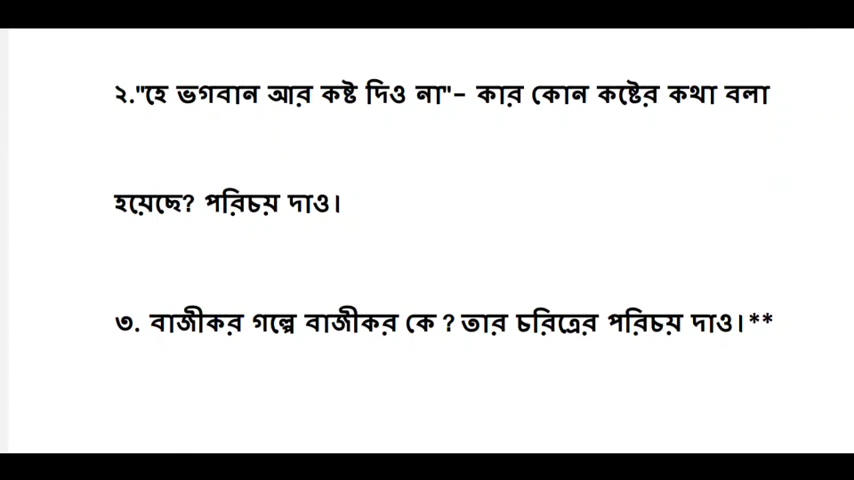 ২."হে ভগবান আর কষ্ট দিও না"- কার কোন কষ্টের কথা বলা
হয়েছে? পরিচয় দাও।
৩. বাজীকর গল্পে বাজীকর কে ? তার চরিত্রের পরিচয় দাও।**